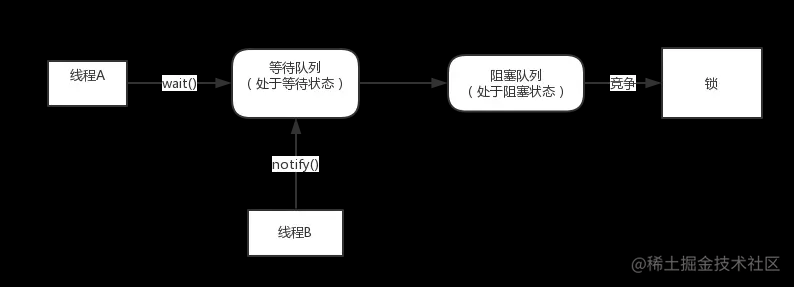 线程A
wait()
等待队列
（处于等待状态）
阻塞队列
（处于阻塞状态）
竞争
锁
notify()
线程B
@稀土掘金技术社区